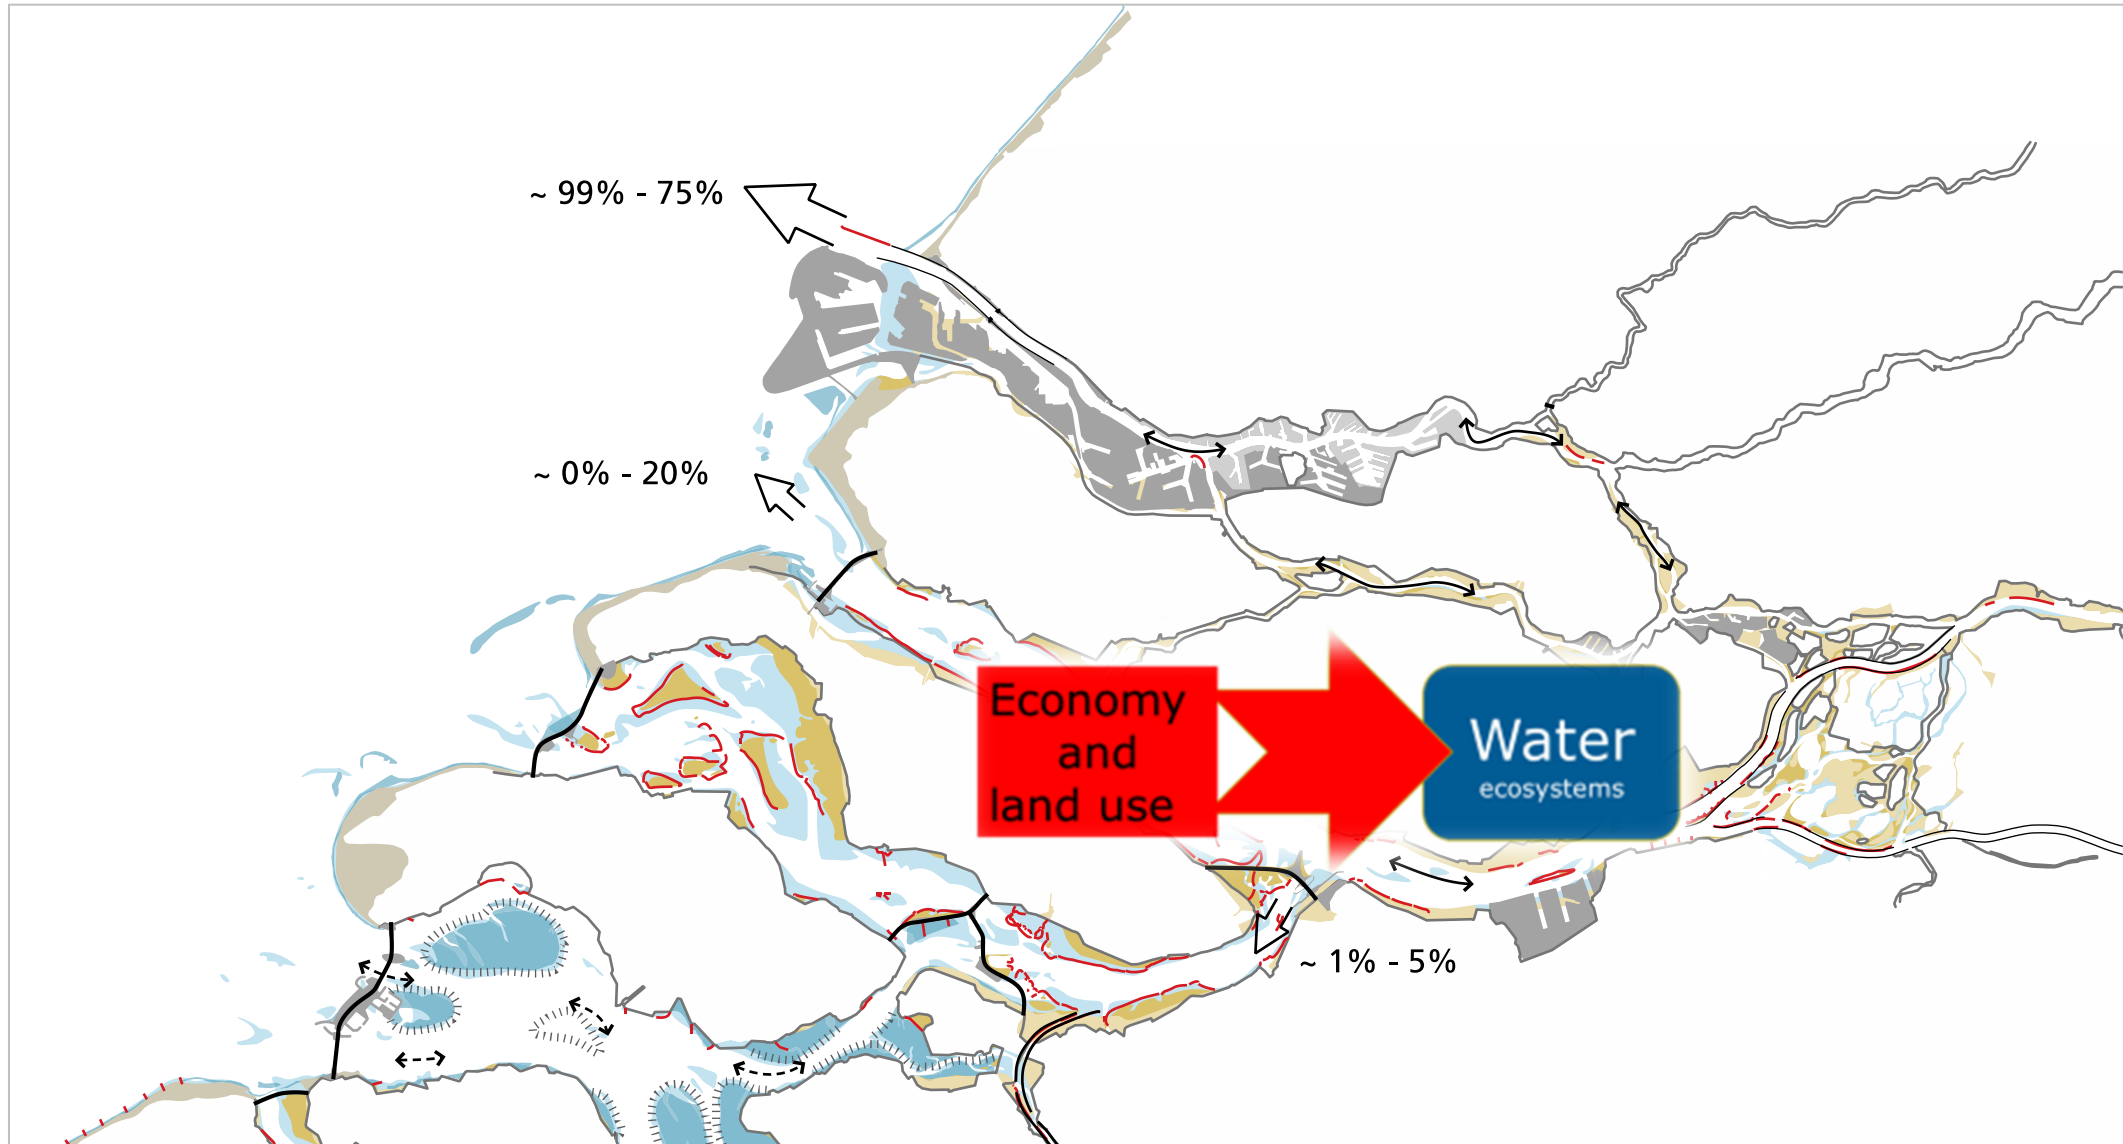 ~ 99% - 75%
~ 0% - 20%
Economy
and
land use
Water
ecosystems
~ 1% - 5%